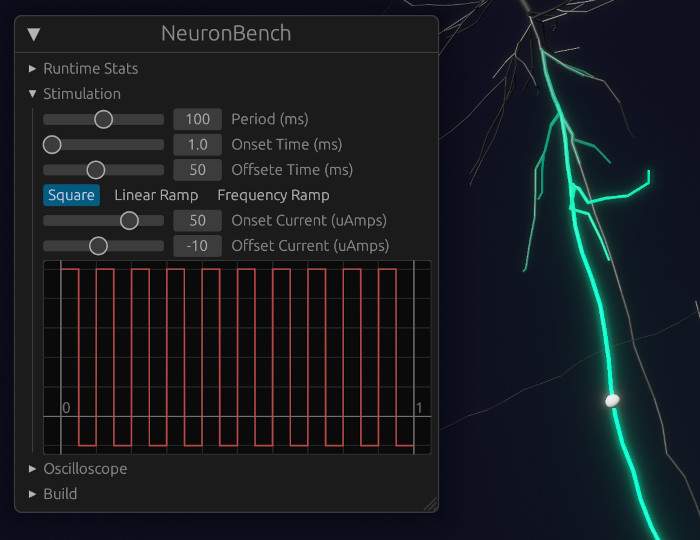 NeuronBench
Runtime Stats
Stimulation
100 Period (ms)
1.0 Onset Time (ms)
50 Offsete Time (ms)
Square Linear Ramp Frequency Ramp
50 Onset Current (uAmps)
-10 Offset Current (uAmps)
0 1
Oscilloscope
Build